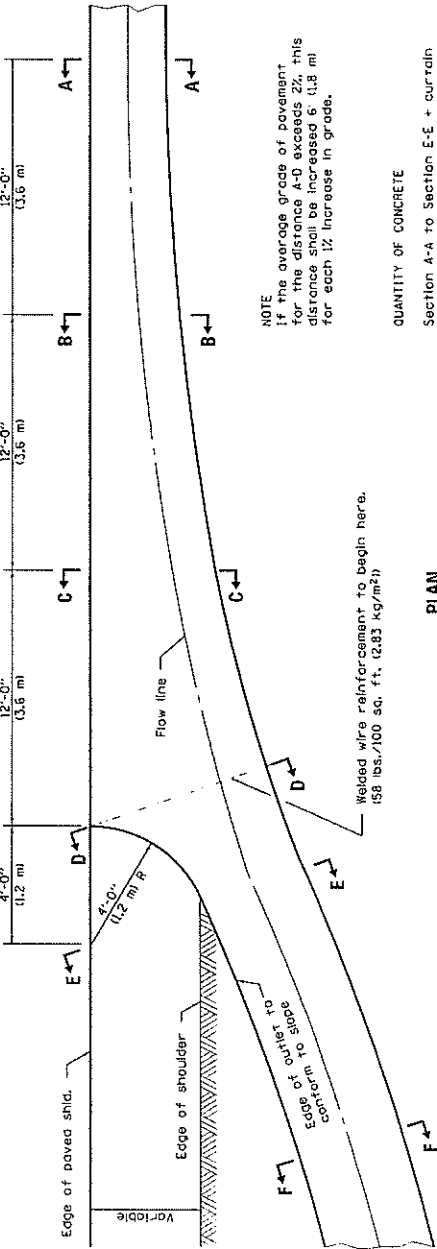 12'-0"
(3.6 m)
12'-0"
(3.6 m)
12'-0"
(3.6 m)
4'-0"
(1.2 m)
A
A
B
B
C
C
D
D
E
E
F
F
4'-0"
(1.2 m) R
Edge of paved shld.
Edge of shoulder
Variable
Flow line
Edge of outlet to
conform to slope
Welded wire reinforcement to begin here.
(58 lbs./100 sq. ft. (2.83 kg/m²))
NOTE
If the average grade of pavement
for the distance A-D exceeds 2%, this
distance shall be increased 6' (1.8 m)
for each 1% increase in grade.
QUANTITY OF CONCRETE
Section A-A to Section E-E + curtain
PLAN